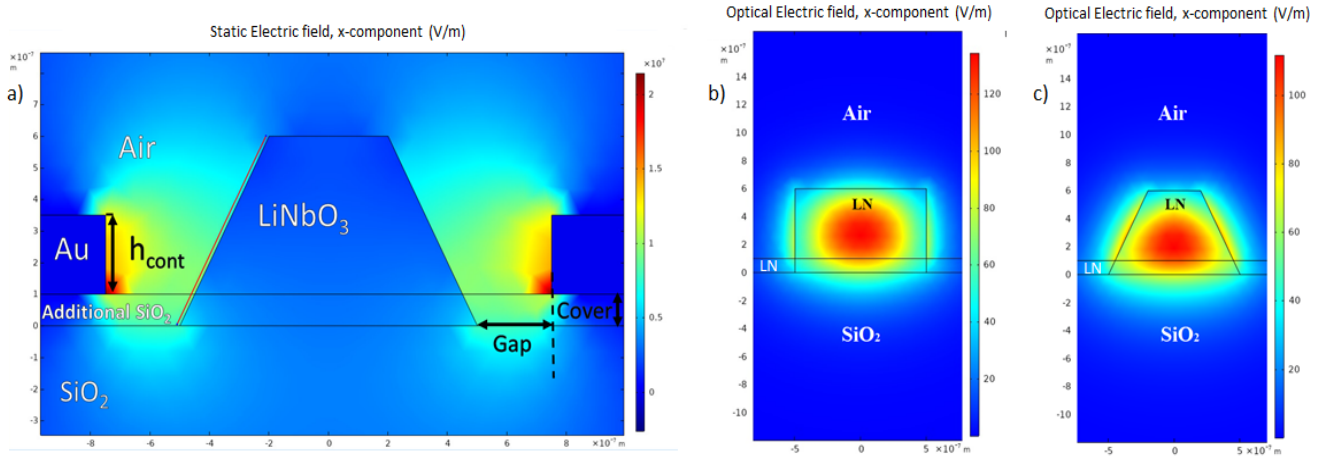 Static Electric field, x-component (V/m)
a)
×10⁻⁷
m
8
7
6
5
4
3
2
1
0
-1
-2
-3
-8
-6
-4
-2
0
2
4
6
8
×10⁻⁷ m
×10⁷
2
1.5
1
0.5
0
Air
LiNbO₃
Au
h_cont
Additional SiO₂
Cover
Gap
SiO₂
Optical Electric field, x-component (V/m)
b)
×10⁻⁷
m
16
14
12
10
8
6
4
2
0
-2
-4
-6
-8
-10
-5
0
5 ×10⁻⁷ m
120
100
80
60
40
20
Air
LN
LN
SiO₂
Optical Electric field, x-component (V/m)
c)
×10⁻⁷
m
16
14
12
10
8
6
4
2
0
-2
-4
-6
-8
-10
-5
0
5 ×10⁻⁷ m
100
80
60
40
20
Air
LN
LN
SiO₂